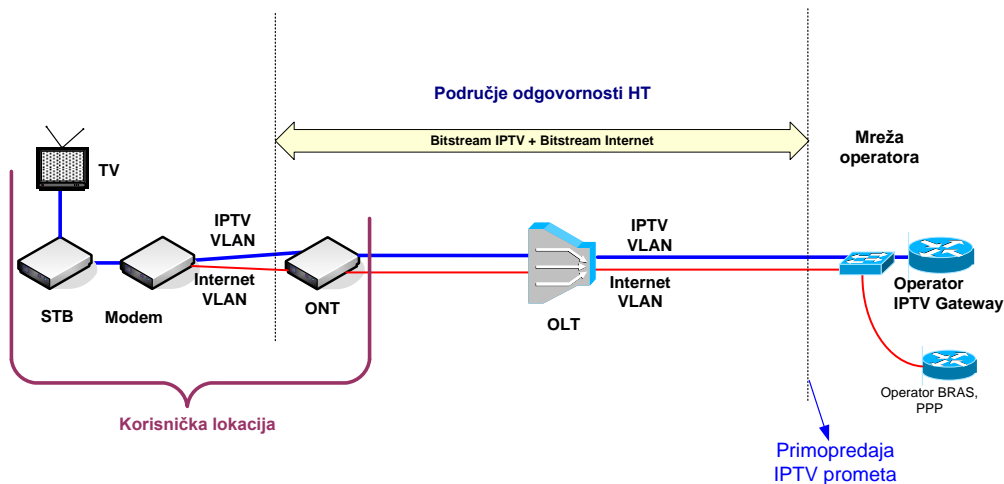 Područje odgovornosti HT
Bitstream IPTV + Bitstream Internet
Mreža
operatora
TV
IPTV
VLAN
Internet
VLAN
STB
Modem
ONT
OLT
IPTV
VLAN
Internet
VLAN
Operator
IPTV Gateway
Operator BRAS,
PPP
Korisnička lokacija
Primopredaja
IPTV prometa